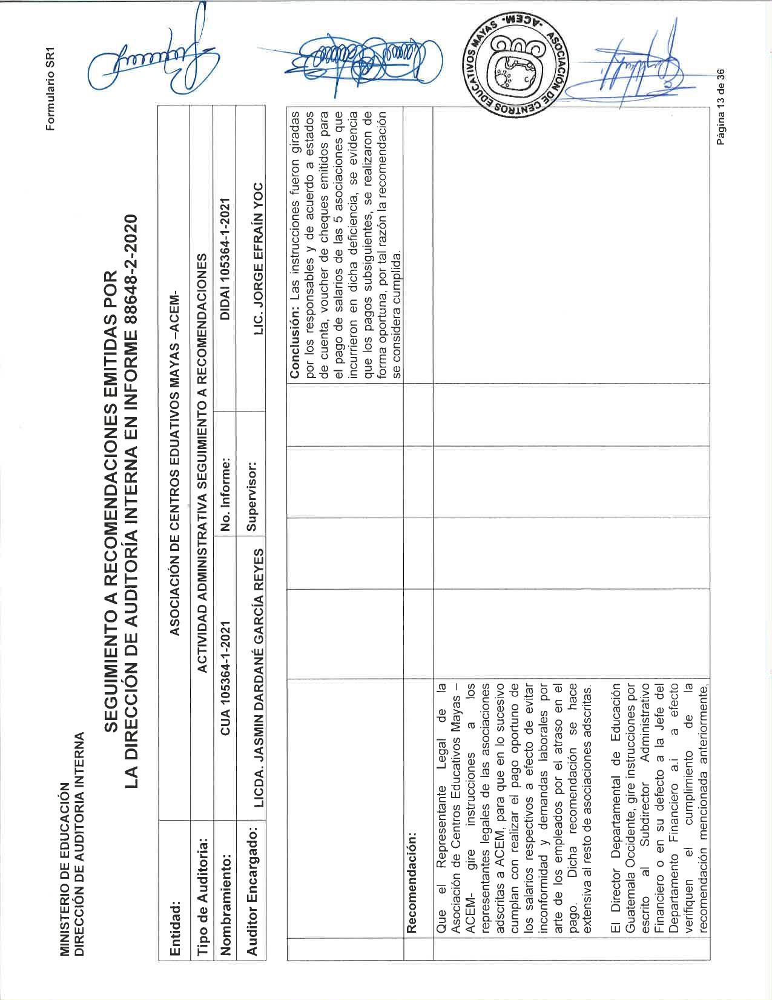 Formulario SR1
MINISTERIO DE EDUCACIÓN
DIRECCIÓN DE AUDITORIA INTERNA
SEGUIMIENTO A RECOMENDACIONES EMITIDAS POR
LA DIRECCIÓN DE AUDITORÍA INTERNA EN INFORME 88648-2-2020
Entidad: ASOCIACIÓN DE CENTROS EDUATIVOS MAYAS –ACEM-
Tipo de Auditoria: ACTIVIDAD ADMINISTRATIVA SEGUIMIENTO A RECOMENDACIONES
Nombramiento: CUA 105364-1-2021 No. Informe: DIDAI 105364-1-2021
Auditor Encargado: LICDA. JASMIN DARDANÉ GARCÍA REYES Supervisor: LIC. JORGE EFRAÍN YOC
Conclusión: Las instrucciones fueron giradas
por los responsables y de acuerdo a estados
de cuenta, voucher de cheques emitidos para
el pago de salarios de las 5 asociaciones que
incurrieron en dicha deficiencia, se evidencia
que los pagos subsiguientes, se realizaron de
forma oportuna, por tal razón la recomendación
se considera cumplida.
Recomendación:
Que el Representante Legal de la
Asociación de Centros Educativos Mayas –
ACEM- gire instrucciones a los
representantes legales de las asociaciones
adscritas a ACEM, para que en lo sucesivo
cumplan con realizar el pago oportuno de
los salarios respectivos a efecto de evitar
inconformidad y demandas laborales por
arte de los empleados por el atraso en el
pago. Dicha recomendación se hace
extensiva al resto de asociaciones adscritas.
El Director Departamental de Educación
Guatemala Occidente, gire instrucciones por
escrito al Subdirector Administrativo
Financiero o en su defecto a la Jefe del
Departamento Financiero a.i a efecto
verifiquen el cumplimiento de la
recomendación mencionada anteriormente.
ASOCIACIÓN DE CENTROS EDUCATIVOS MAYAS -ACEM-
Página 13 de 36